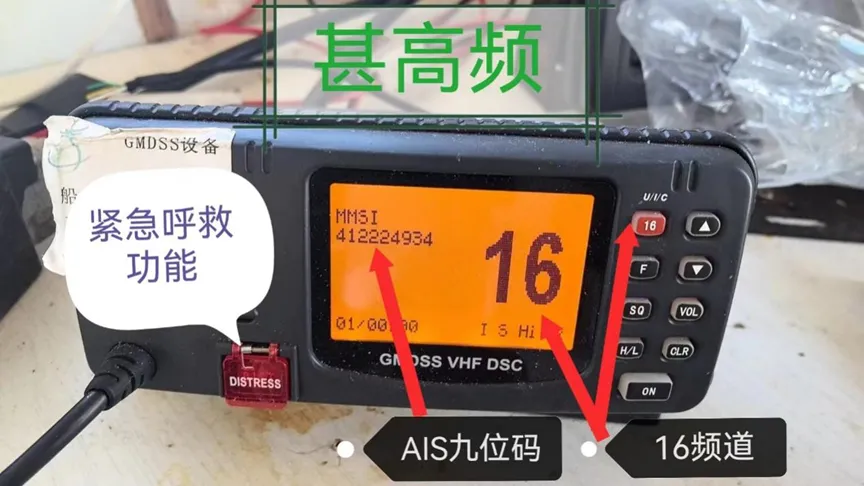 甚高频
GMDSS设备
船
紧急呼救
功能
MMSI
412224934
16
I S Hi
GMDSS VHF DSC
DISTRESS
U/I/C
16
▲
F
▼
SQ
VOL
H/L
CLR
ON
AIS九位码
16频道